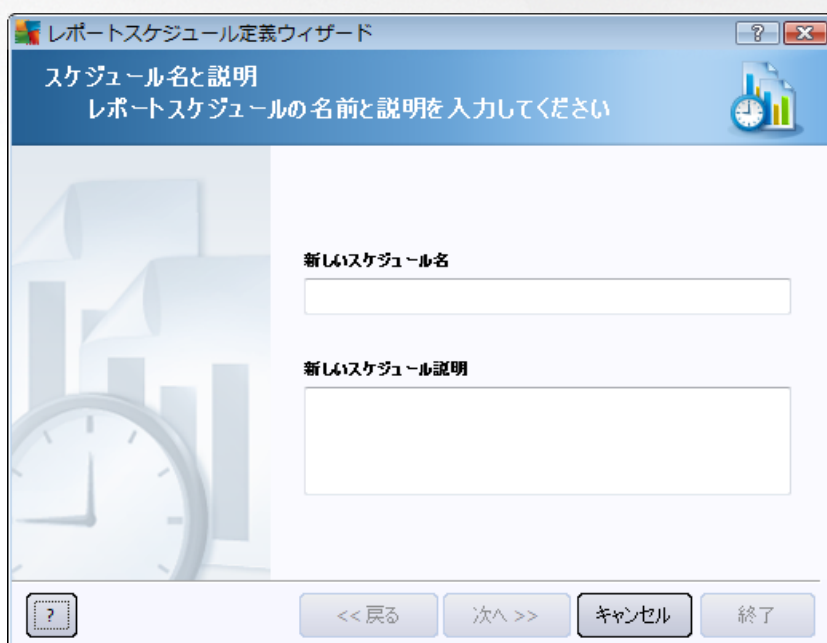 レポートスケジュール定義ウィザード
?
スケジュール名と説明
レポートスケジュールの名前と説明を入力してください
新しいスケジュール名
新しいスケジュール説明
? << 戻る 次へ >> キャンセル 終了